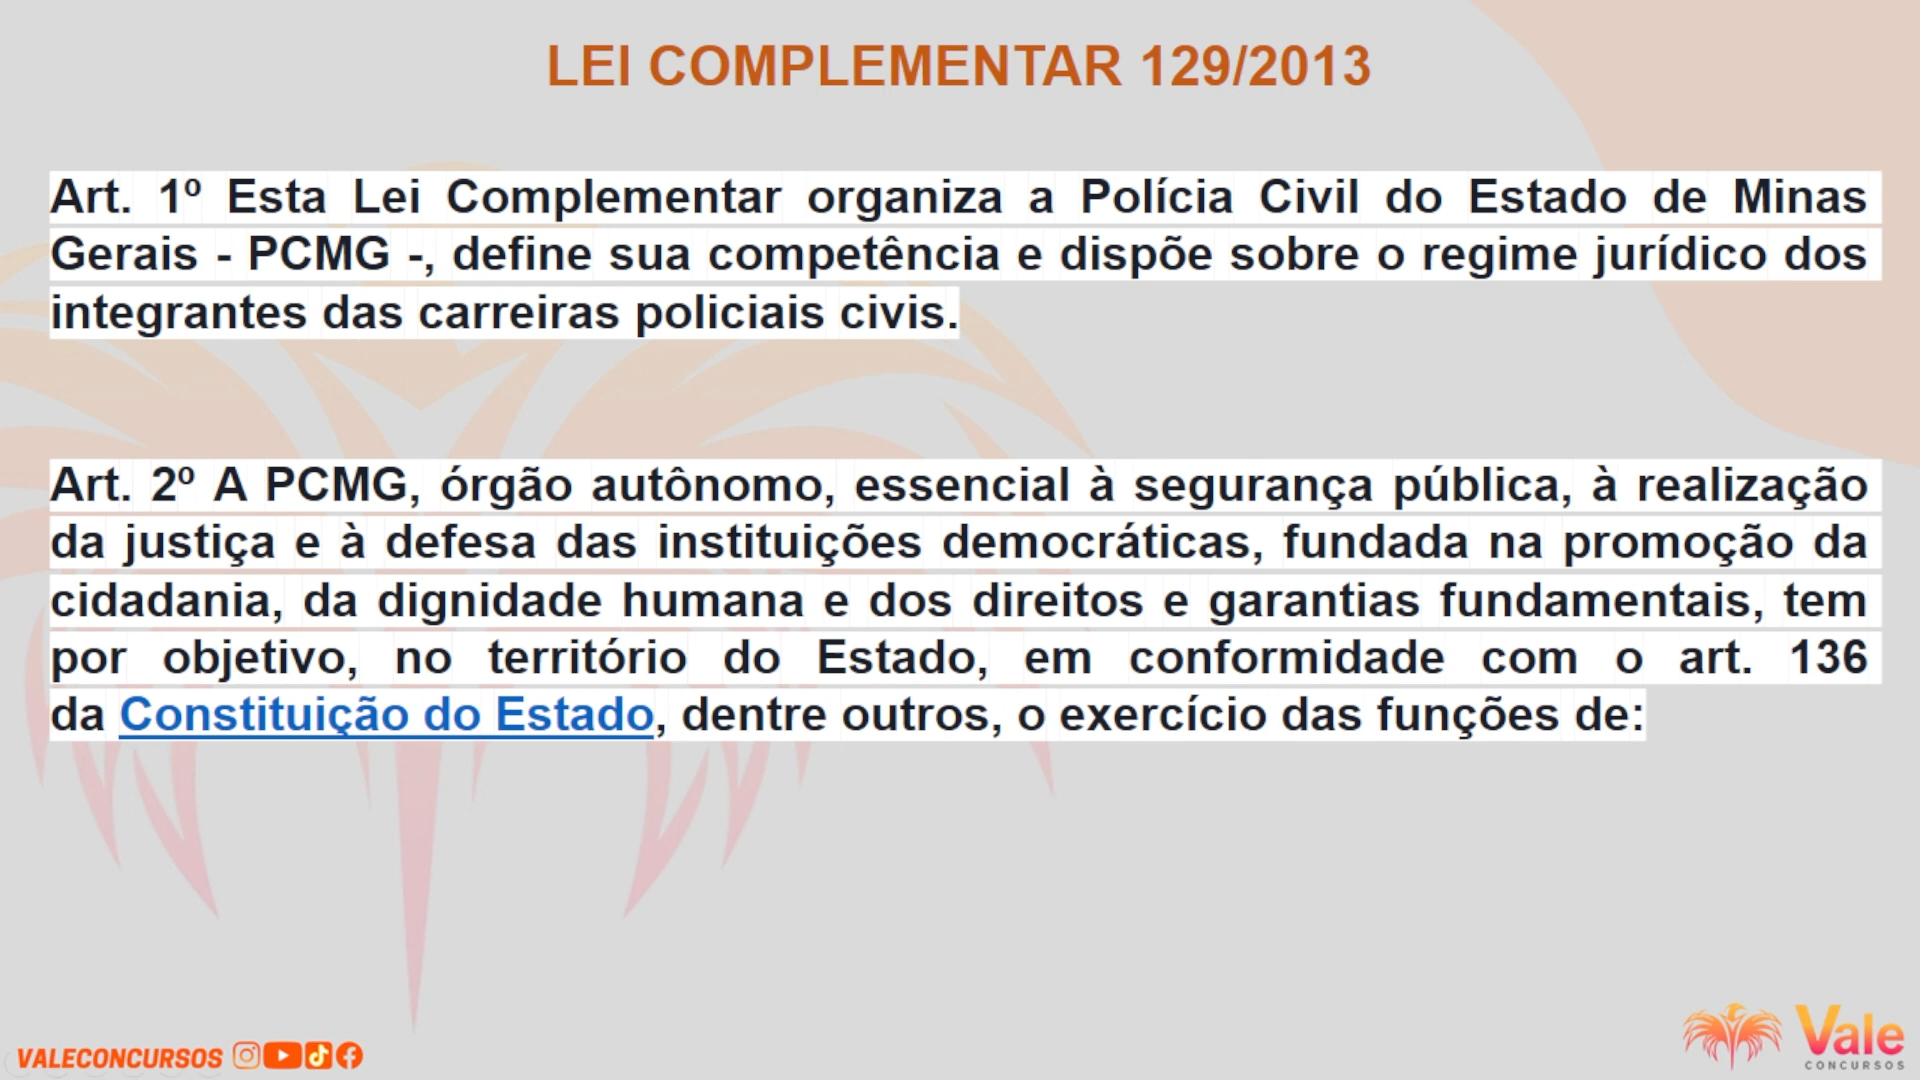 LEI COMPLEMENTAR 129/2013
Art. 1º Esta Lei Complementar organiza a Polícia Civil do Estado de Minas
Gerais - PCMG -, define sua competência e dispõe sobre o regime jurídico dos
integrantes das carreiras policiais civis.
Art. 2º A PCMG, órgão autônomo, essencial à segurança pública, à realização
da justiça e à defesa das instituições democráticas, fundada na promoção da
cidadania, da dignidade humana e dos direitos e garantias fundamentais, tem
por objetivo, no território do Estado, em conformidade com o art. 136
da Constituição do Estado, dentre outros, o exercício das funções de:
VALECONCURSOS
Vale
CONCURSOS